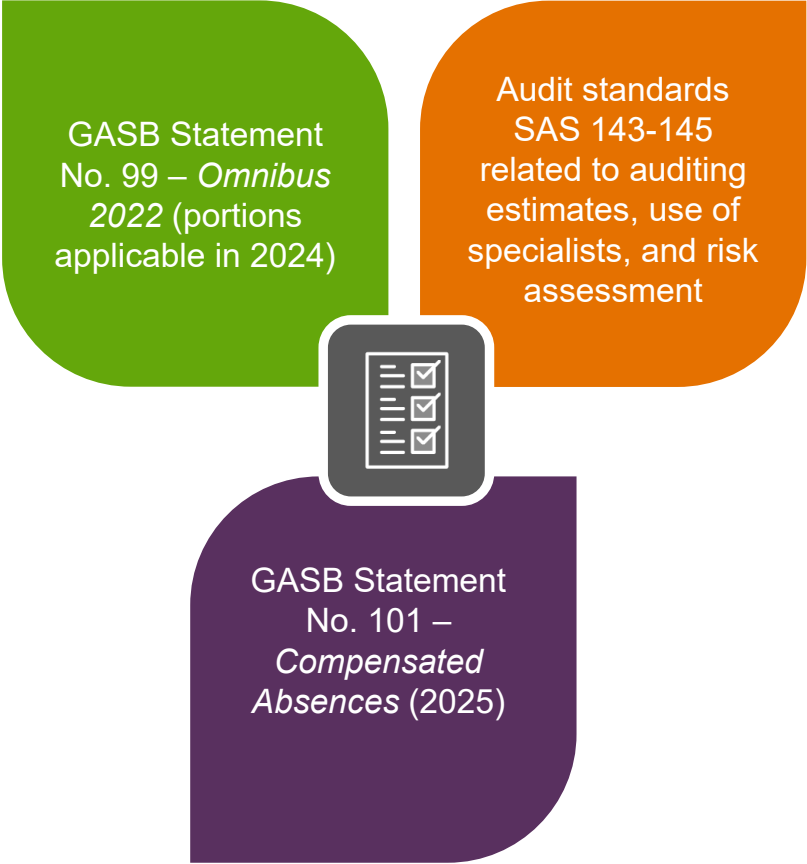 GASB Statement
No. 99 – Omnibus
2022 (portions
applicable in 2024)
Audit standards
SAS 143-145
related to auditing
estimates, use of
specialists, and risk
assessment
GASB Statement
No. 101 –
Compensated
Absences (2025)